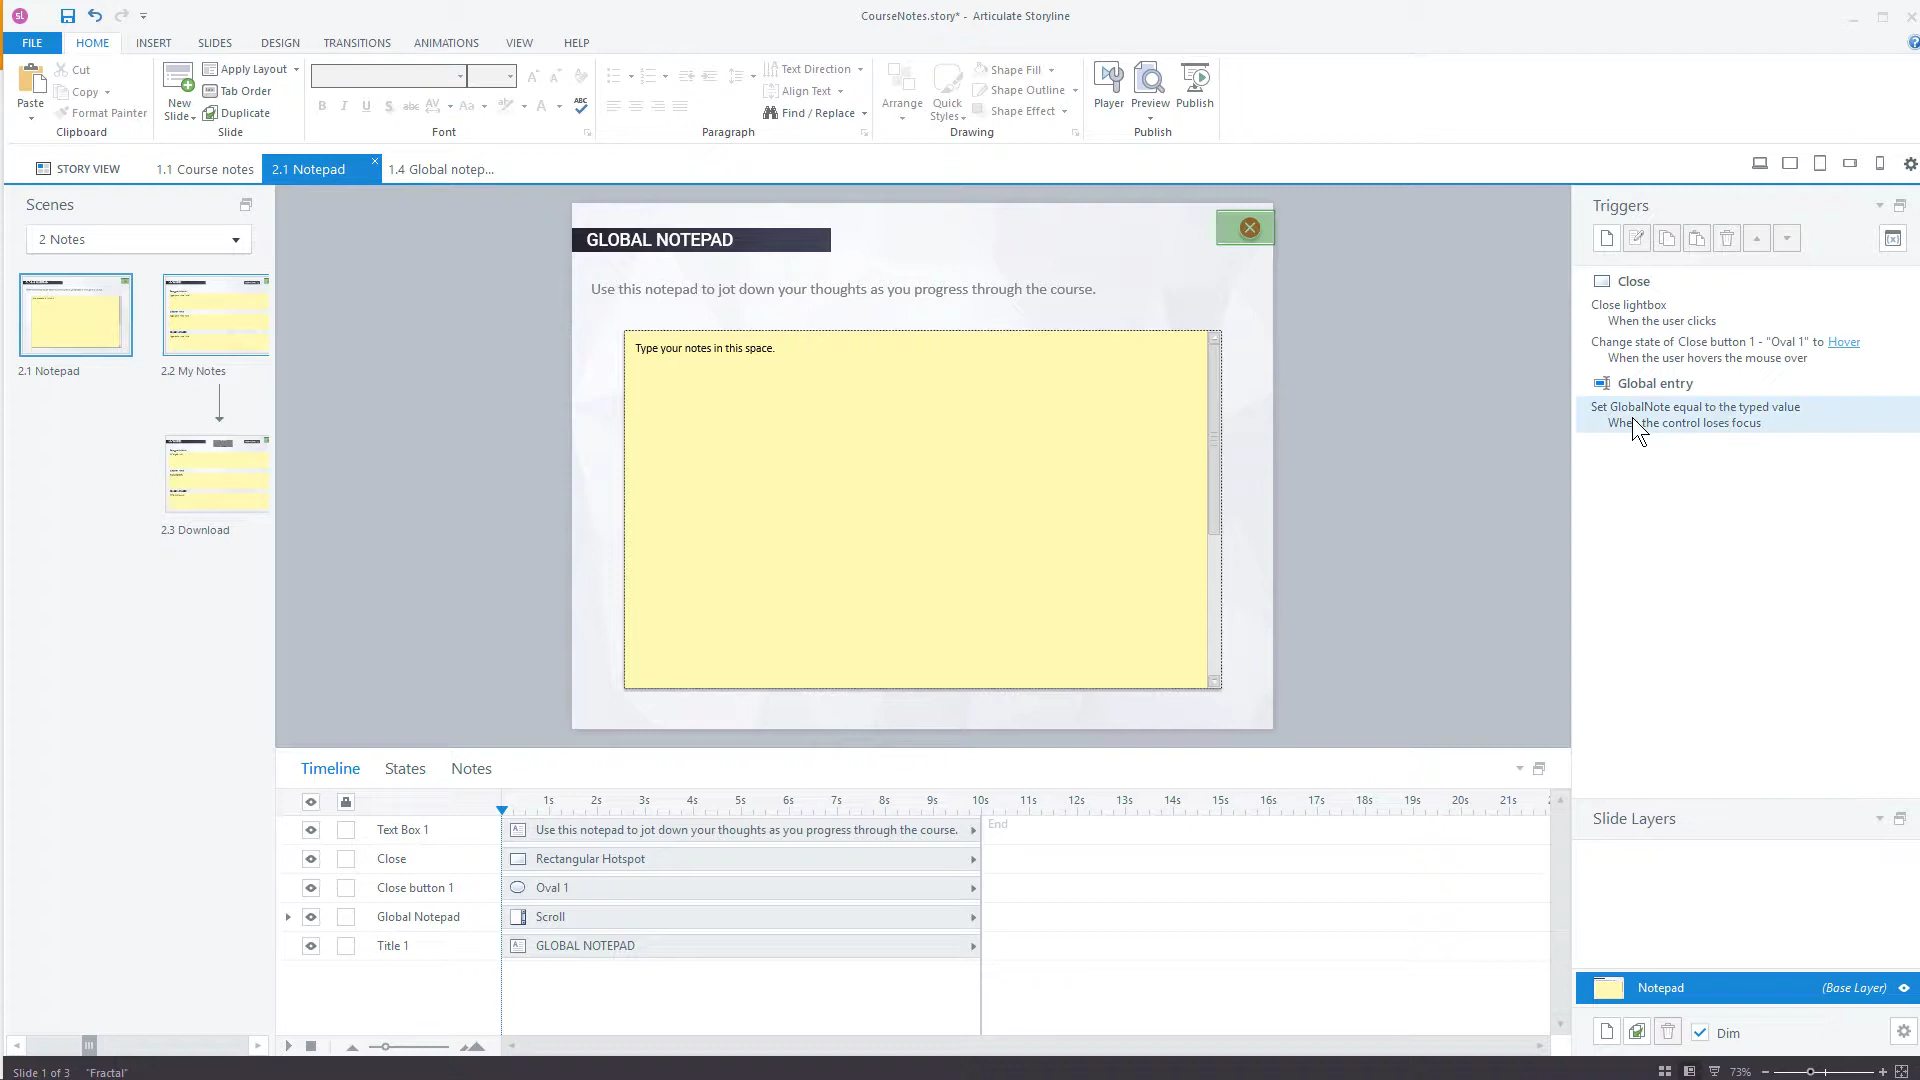 sl
CourseNotes.story* - Articulate Storyline
FILE
HOME
INSERT
SLIDES
DESIGN
TRANSITIONS
ANIMATIONS
VIEW
HELP
Paste
Cut
Copy
Format Painter
Clipboard
New
Slide
Apply Layout
Tab Order
Duplicate
Slide
B I U S abc AV Aa A
ABC
Font
Text Direction
Align Text
Find / Replace
Paragraph
Arrange
Quick
Styles
Shape Fill
Shape Outline
Shape Effect
Drawing
Player
Preview
Publish
Publish
STORY VIEW
1.1 Course notes
2.1 Notepad
1.4 Global notep...
Scenes
2 Notes
2.1 Notepad
2.2 My Notes
2.3 Download
GLOBAL NOTEPAD
Use this notepad to jot down your thoughts as you progress through the course.
Type your notes in this space.
Triggers
Close
Close lightbox
When the user clicks
Change state of Close button 1 - "Oval 1" to Hover
When the user hovers the mouse over
Global entry
Set GlobalNote equal to the typed value
When the control loses focus
Timeline
States
Notes
1s 2s 3s 4s 5s 6s 7s 8s 9s 10s 11s 12s 13s 14s 15s 16s 17s 18s 19s 20s 21s
Text Box 1
Use this notepad to jot down your thoughts as you progress through the course.
End
Close
Rectangular Hotspot
Close button 1
Oval 1
Global Notepad
Scroll
Title 1
GLOBAL NOTEPAD
Slide Layers
Notepad
(Base Layer)
Dim
Slide 1 of 3
"Fractal"
73%